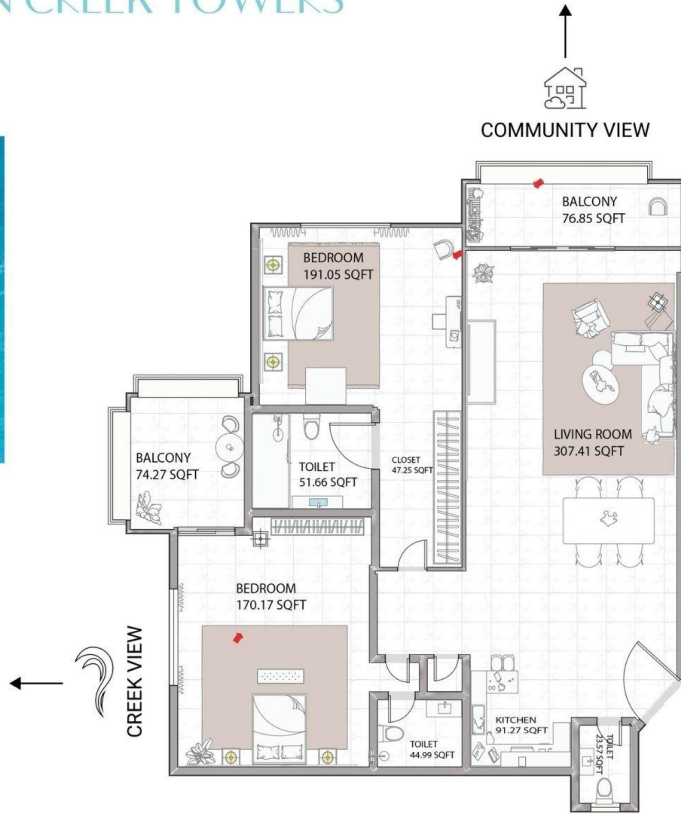 CREEK TOWERS
COMMUNITY VIEW
BALCONY
76.85 SQFT
BEDROOM
191.05 SQFT
LIVING ROOM
307.41 SQFT
BALCONY
74.27 SQFT
TOILET
51.66 SQFT
CLOSET
47.25 SQFT
BEDROOM
170.17 SQFT
CREEK VIEW
KITCHEN
91.27 SQFT
TOILET
44.99 SQFT
TOILET
23.57 SQFT